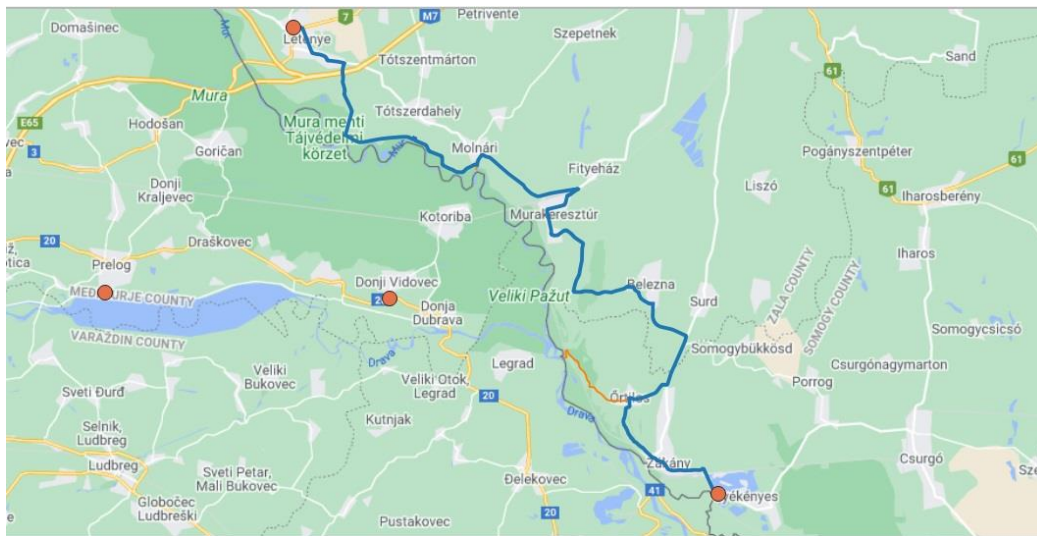 Domašinec
7
Petrivente
M7
Letenye
Szepetnek
Sand
61
Tótszentmárton
Mura
Tótszerdahely
E65
Hodošan
Mura menti
Tájvédelmi
körzet
3
Goričan
Molnári
Pogányszentpéter
61
Fityeház
61
Donji
Kraljevec
Liszó
Iharosberény
Kotoriba
Murakeresztúr
20
Draškovec
Iharos
Prelog
Donji Vidovec
Belezna
ZALA COUNTY
SOMOGY COUNTY
MEĐIMURJE COUNTY
Veliki Pažut
Surd
Donja
Dubrava
Somogycsicsó
VARAŽDIN COUNTY
Somogybükkösd
Drava
Legrad
Csurgónagymarton
Sveti Đurđ
Veliki
Bukovec
Veliki Otok,
Legrad
Porrog
20
Őrtilos
Kutnjak
Drava
Selnik,
Ludbreg
Csurgó
Ludbreg
Sveti Petar,
Mali Bukovec
Zákány
Đelekovec
41
Globočec
Ludbreški
20
Pustakovec